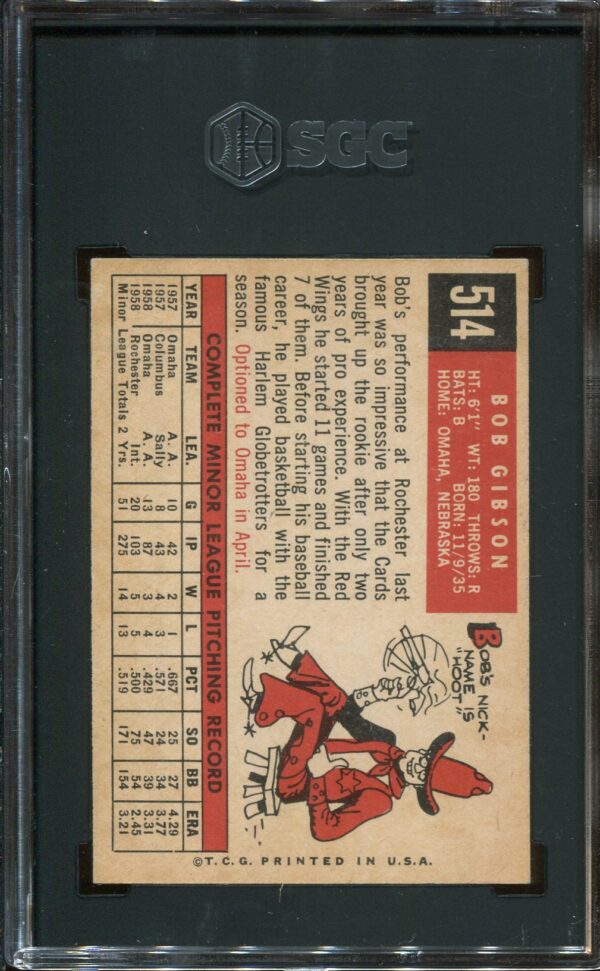 SGC
514
BOB GIBSON
HT: 6'1" WT: 180 THROWS: R
BATS: B BORN: 11/9/35
HOME: OMAHA, NEBRASKA
Bob's performance at Rochester last
year was so impressive that the Cards
brought up the rookie after only two
years of pro experience. With the Red
Wings he started 11 games and finished
7 of them. Before starting his baseball
career, he played basketball with the
famous Harlem Globetrotters for a
season. Optioned to Omaha in April.
BOB'S NICK-
NAME IS
"HOOT"
COMPLETE MINOR LEAGUE PITCHING RECORD
YEAR TEAM LEA. G IP W L PCT SO BB ERA
1957 Omaha A. A. 10 42 2 1 .667 25 27 4.29
1957 Columbus Sally 8 43 4 3 .571 24 34 3.77
1958 Omaha A. A. 13 87 3 4 .429 47 39 3.31
1958 Rochester Int. 20 103 5 5 .500 75 54 2.45
Minor League Totals 2 Yrs. 51 275 14 13 .519 171 154 3.21
©T.C.G. PRINTED IN U.S.A.